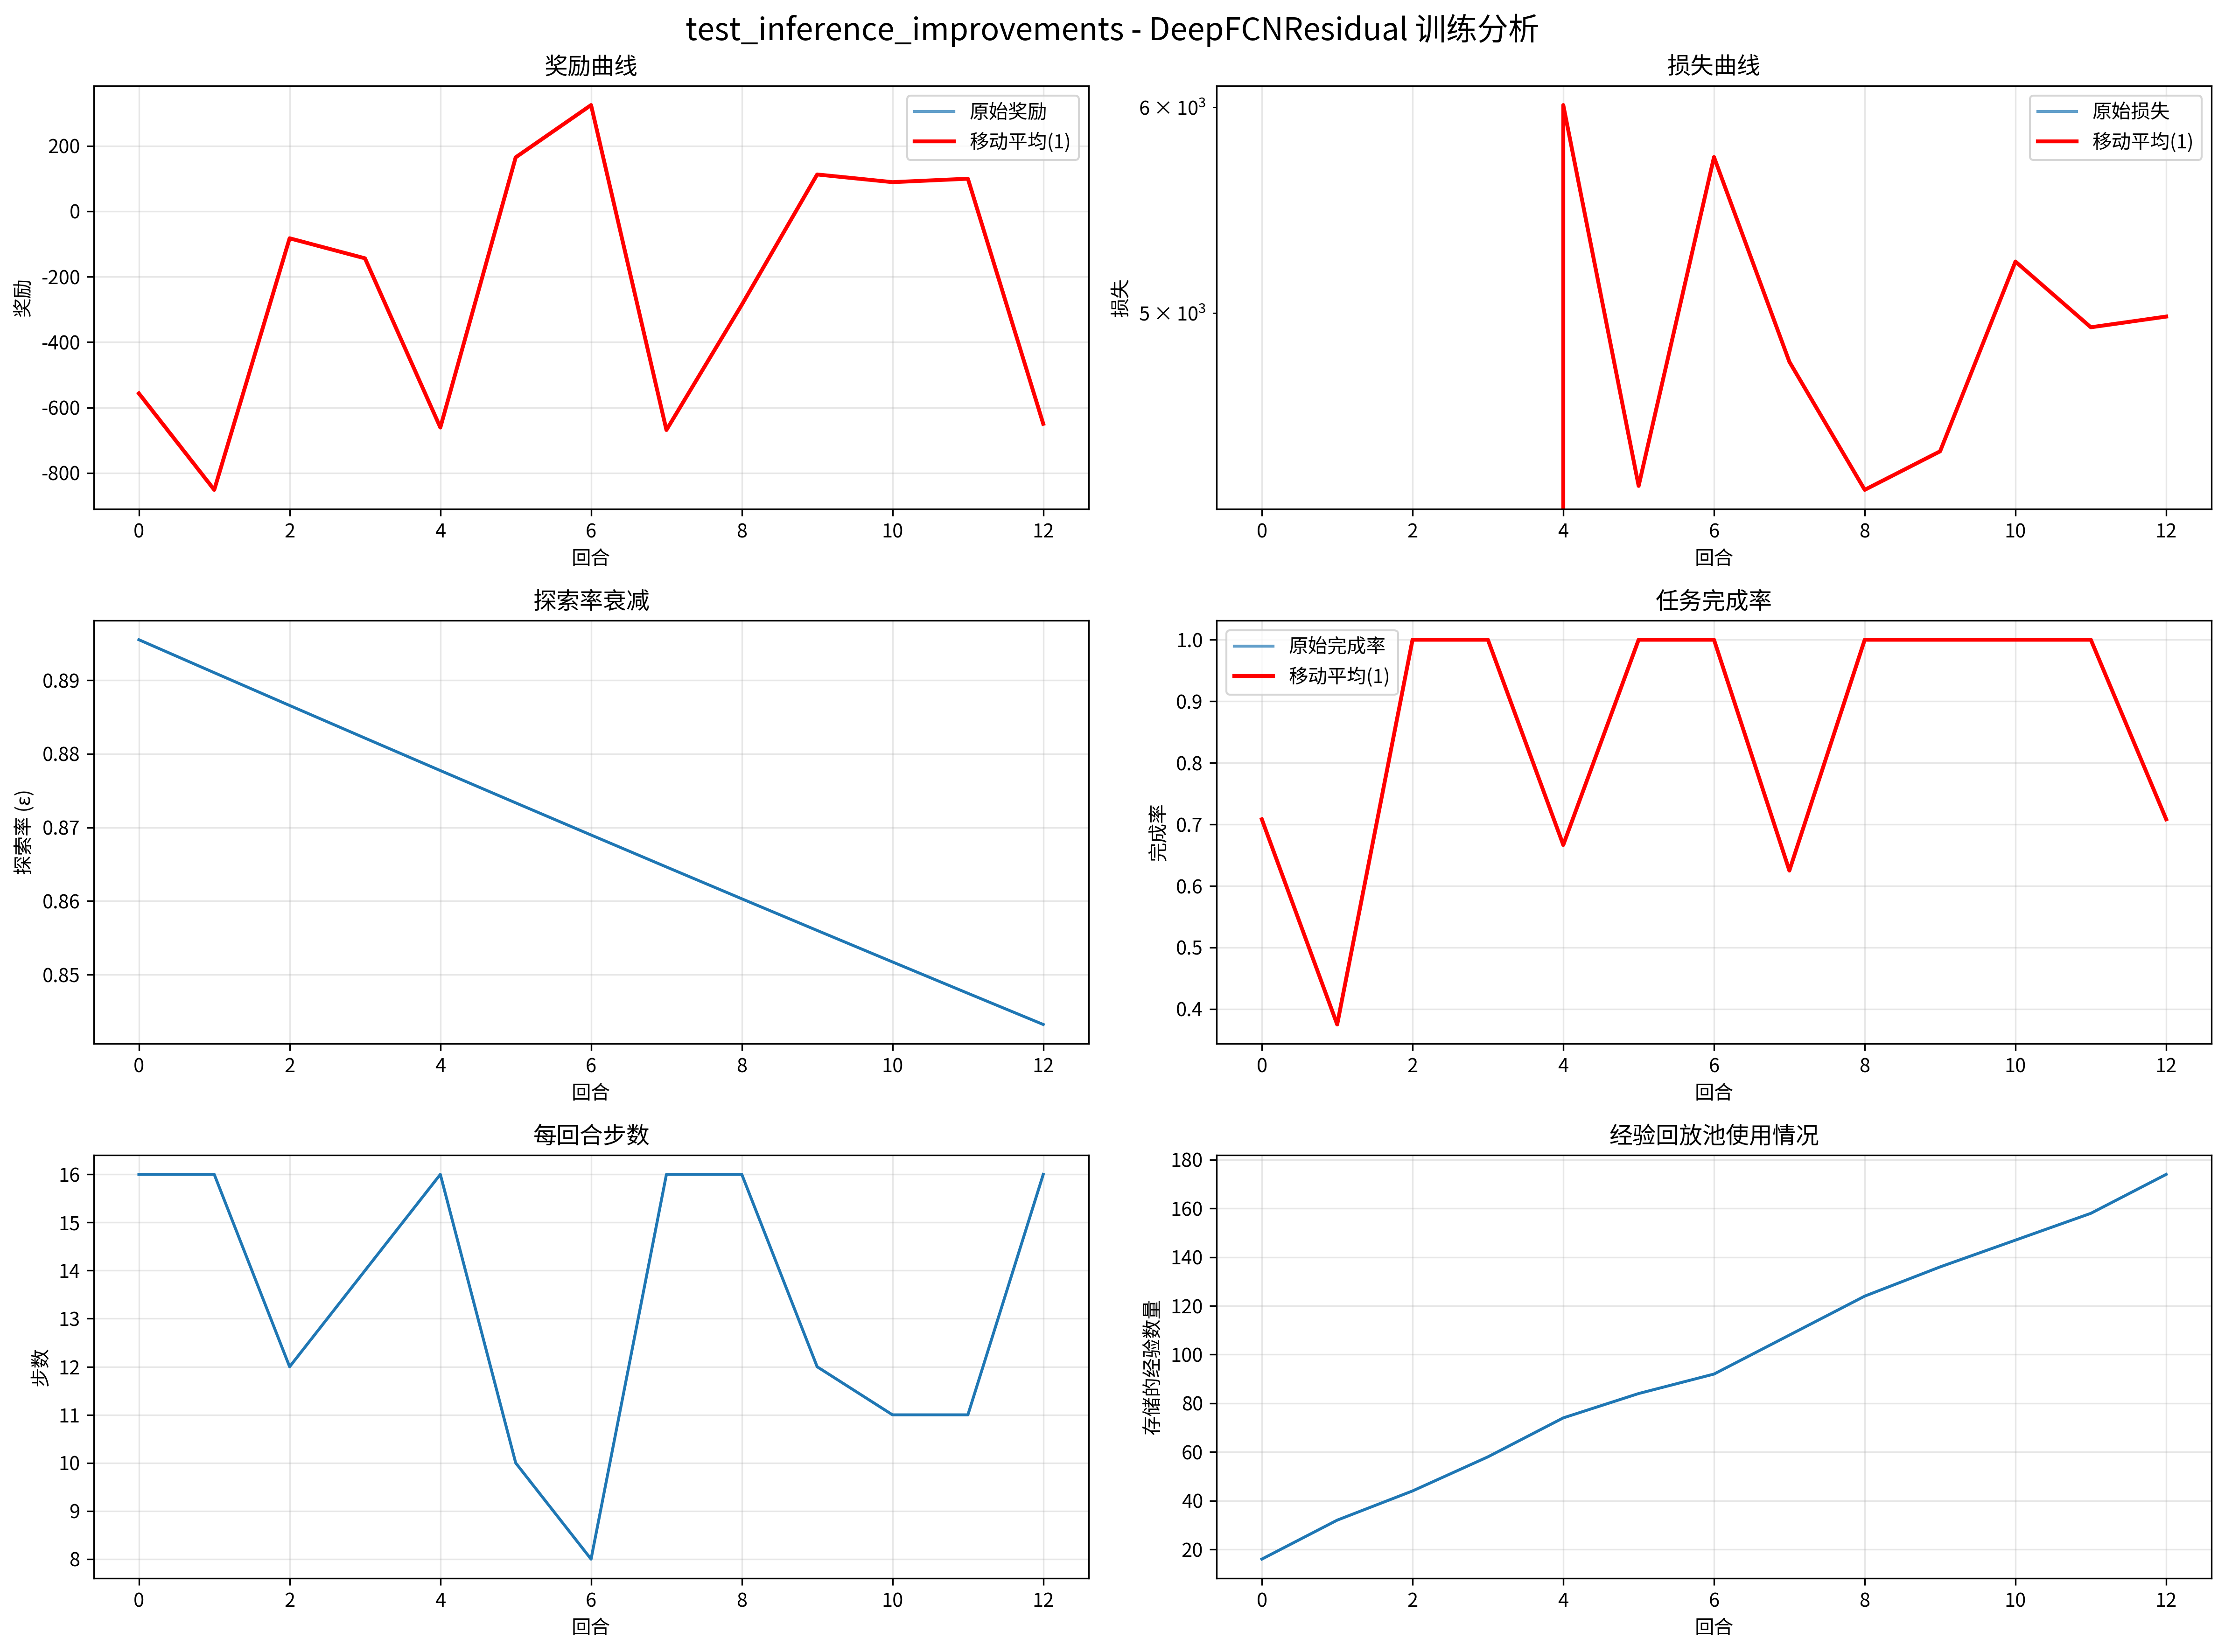 test_inference_improvements - DeepFCNResidual 训练分析
奖励曲线
200
0
-200
-400
-600
-800
奖励
原始奖励
移动平均(1)
0 2 4 6 8 10 12
回合
损失曲线
6 × 10³
5 × 10³
损失
原始损失
移动平均(1)
0 2 4 6 8 10 12
回合
探索率衰减
0.89
0.88
0.87
0.86
0.85
探索率 (ε)
0 2 4 6 8 10 12
回合
任务完成率
1.0
0.9
0.8
0.7
0.6
0.5
0.4
完成率
原始完成率
移动平均(1)
0 2 4 6 8 10 12
回合
每回合步数
16
15
14
13
12
11
10
9
8
步数
0 2 4 6 8 10 12
回合
经验回放池使用情况
180
160
140
120
100
80
60
40
20
存储的经验数量
0 2 4 6 8 10 12
回合